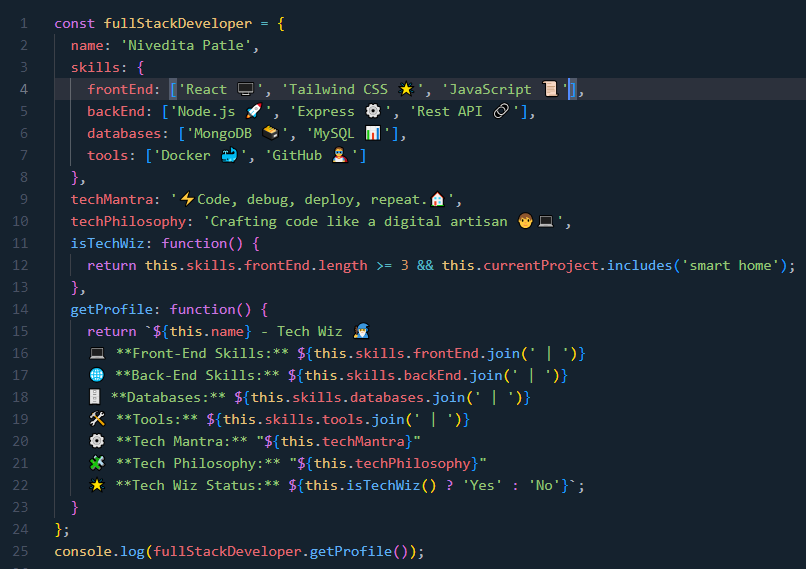 1 const fullStackDeveloper = {
2   name: 'Nivedita Patle',
3   skills: {
4     frontEnd: ['React 🖥️', 'Tailwind CSS 🌟', 'JavaScript 📜'],
5     backEnd: ['Node.js 🚀', 'Express ⚙️', 'Rest API 🔗'],
6     databases: ['MongoDB 📚', 'MySQL 📊'],
7     tools: ['Docker 🐳', 'GitHub 🦸‍♂️']
8   },
9   techMantra: '⚡Code, debug, deploy, repeat.🏠',
10   techPhilosophy: 'Crafting code like a digital artisan 🧑‍💻',
11   isTechWiz: function() {
12     return this.skills.frontEnd.length >= 3 && this.currentProject.includes('smart home');
13   },
14   getProfile: function() {
15     return `${this.name} - Tech Wiz 🧙‍♂️
16     💻 **Front-End Skills:** ${this.skills.frontEnd.join(' | ')}
17     🌐 **Back-End Skills:** ${this.skills.backEnd.join(' | ')}
18     🗄️ **Databases:** ${this.skills.databases.join(' | ')}
19     🛠️ **Tools:** ${this.skills.tools.join(' | ')}
20     ⚙️ **Tech Mantra:** "${this.techMantra}"
21     🧩 **Tech Philosophy:** "${this.techPhilosophy}"
22     🌟 **Tech Wiz Status:** ${this.isTechWiz() ? 'Yes' : 'No'}`;
23   }
24 };
25 console.log(fullStackDeveloper.getProfile());